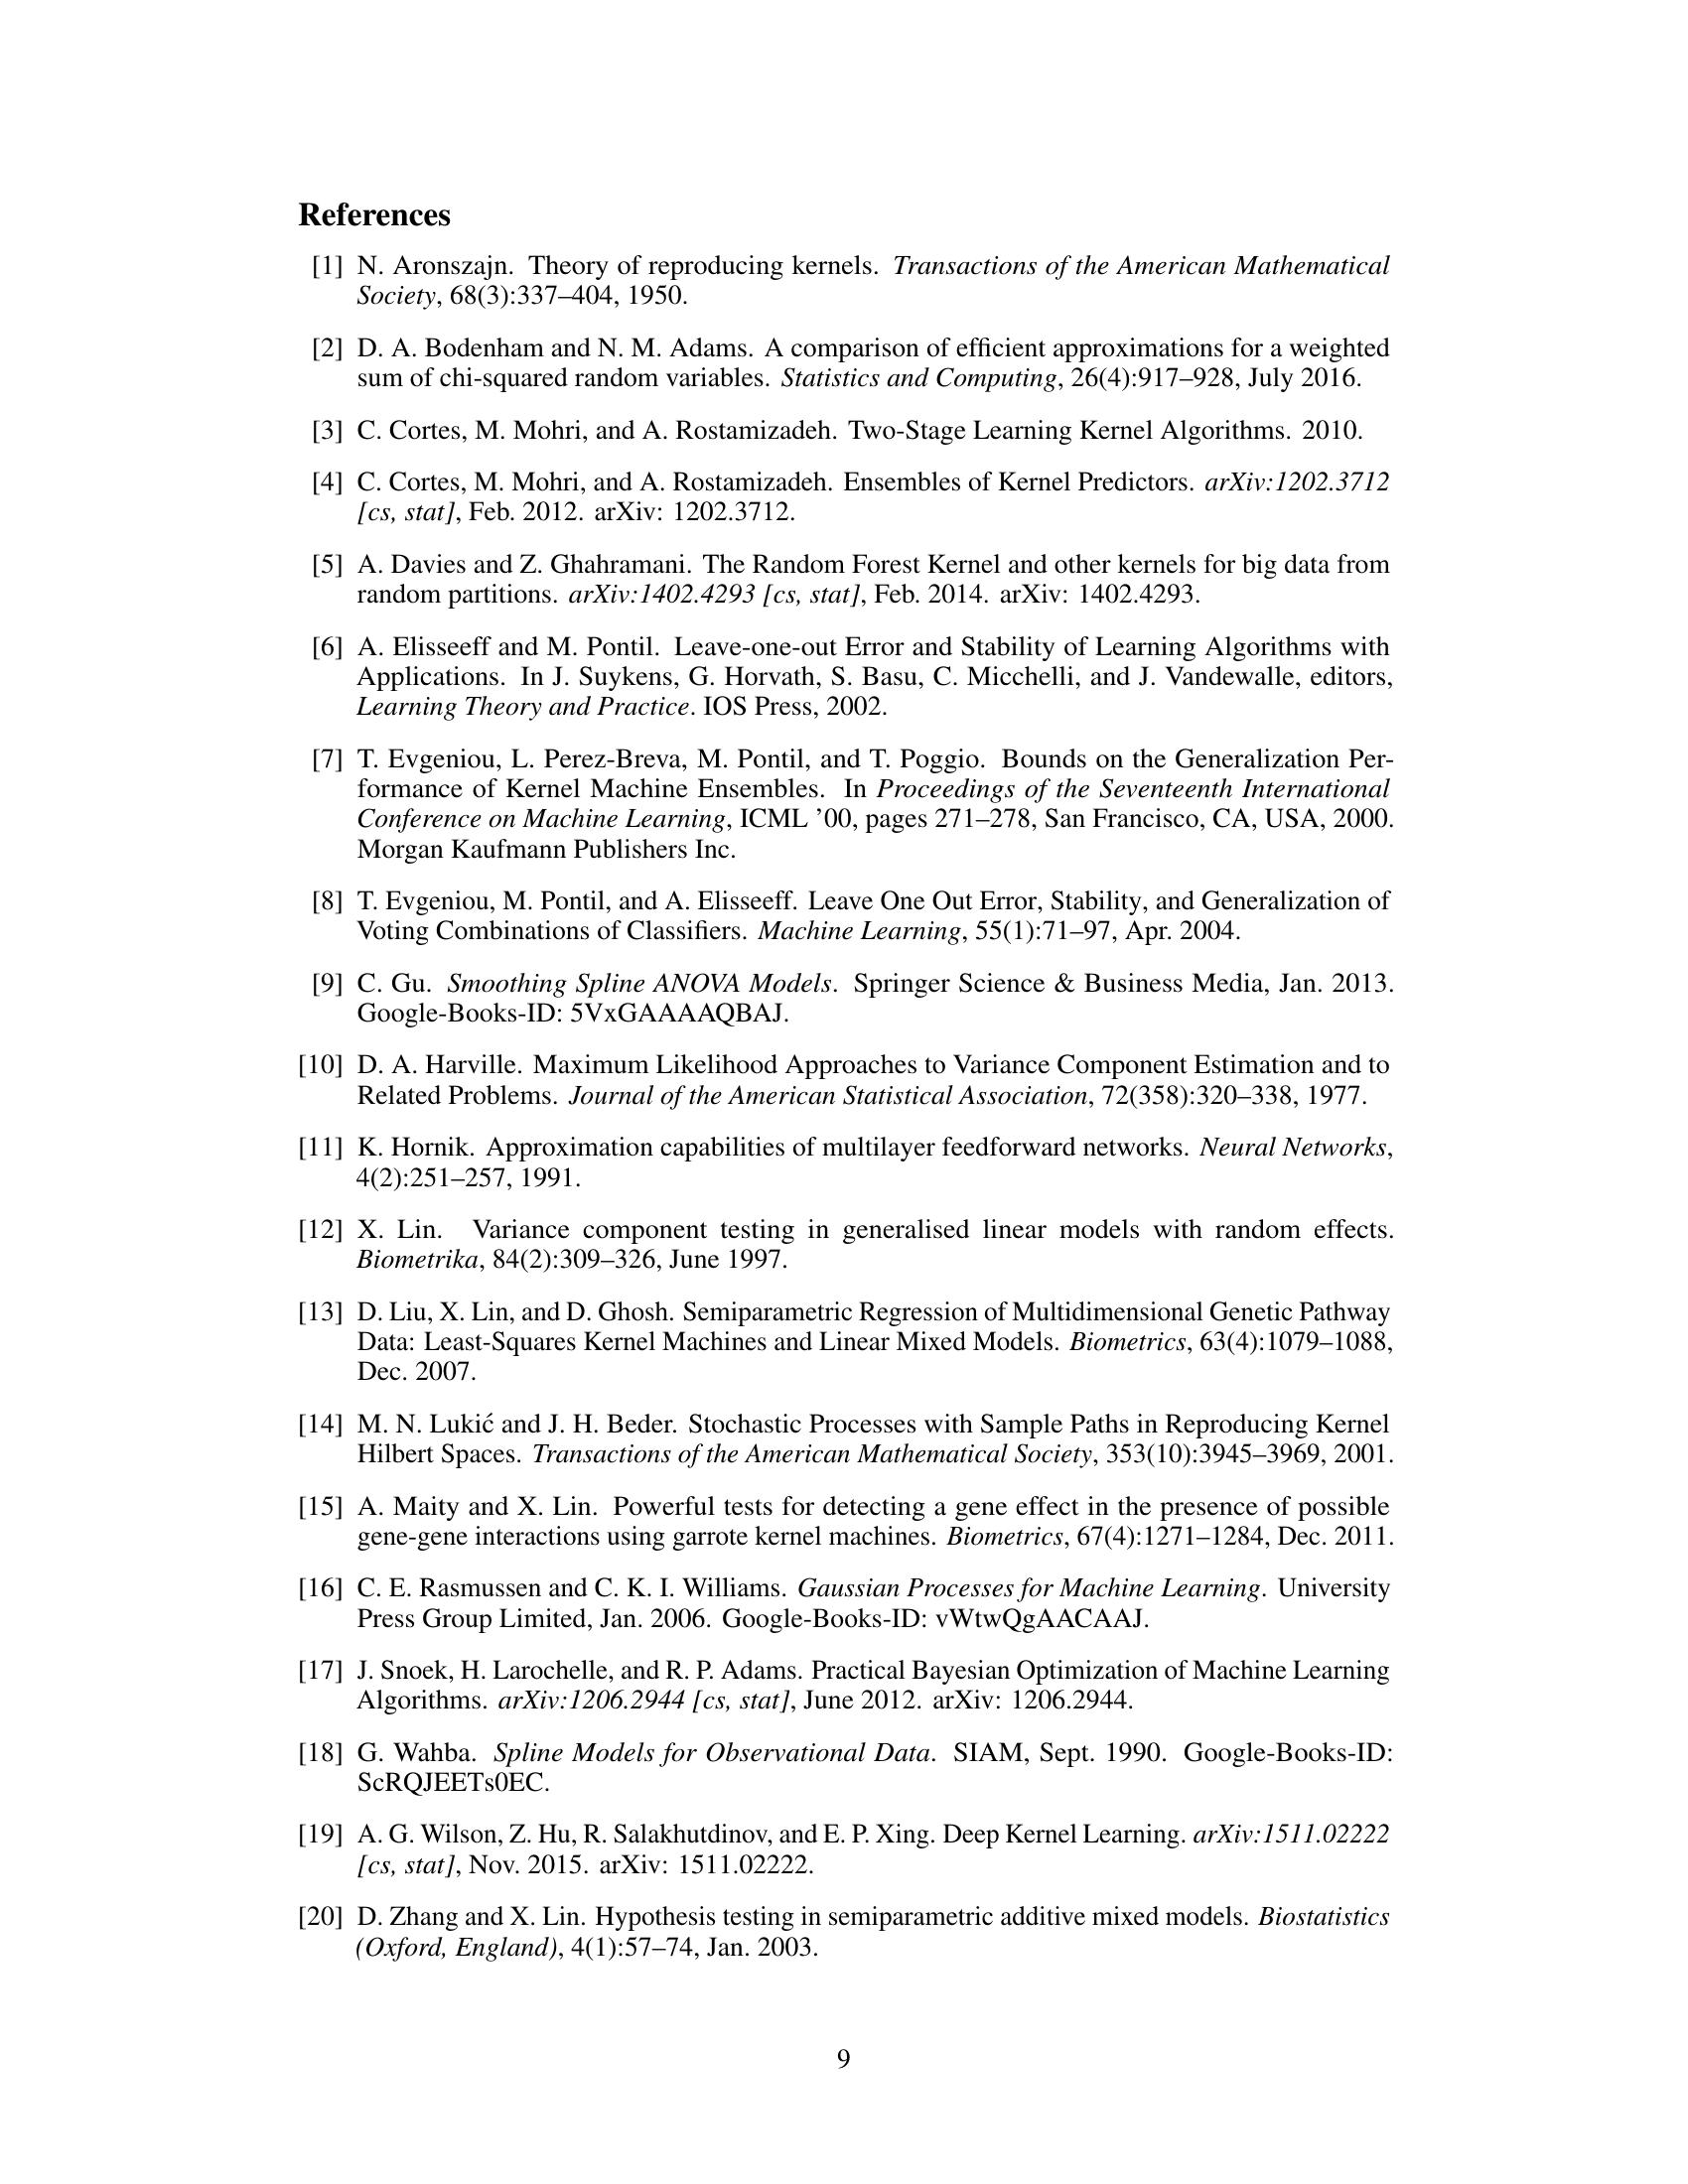 References
[1] N. Aronszajn. Theory of reproducing kernels. Transactions of the American Mathematical
Society, 68(3):337–404, 1950.
[2] D. A. Bodenham and N. M. Adams. A comparison of efficient approximations for a weighted
sum of chi-squared random variables. Statistics and Computing, 26(4):917–928, July 2016.
[3] C. Cortes, M. Mohri, and A. Rostamizadeh. Two-Stage Learning Kernel Algorithms. 2010.
[4] C. Cortes, M. Mohri, and A. Rostamizadeh. Ensembles of Kernel Predictors. arXiv:1202.3712
[cs, stat], Feb. 2012. arXiv: 1202.3712.
[5] A. Davies and Z. Ghahramani. The Random Forest Kernel and other kernels for big data from
random partitions. arXiv:1402.4293 [cs, stat], Feb. 2014. arXiv: 1402.4293.
[6] A. Elisseeff and M. Pontil. Leave-one-out Error and Stability of Learning Algorithms with
Applications. In J. Suykens, G. Horvath, S. Basu, C. Micchelli, and J. Vandewalle, editors,
Learning Theory and Practice. IOS Press, 2002.
[7] T. Evgeniou, L. Perez-Breva, M. Pontil, and T. Poggio. Bounds on the Generalization Per-
formance of Kernel Machine Ensembles. In Proceedings of the Seventeenth International
Conference on Machine Learning, ICML ’00, pages 271–278, San Francisco, CA, USA, 2000.
Morgan Kaufmann Publishers Inc.
[8] T. Evgeniou, M. Pontil, and A. Elisseeff. Leave One Out Error, Stability, and Generalization of
Voting Combinations of Classifiers. Machine Learning, 55(1):71–97, Apr. 2004.
[9] C. Gu. Smoothing Spline ANOVA Models. Springer Science & Business Media, Jan. 2013.
Google-Books-ID: 5VxGAAAAQBAJ.
[10] D. A. Harville. Maximum Likelihood Approaches to Variance Component Estimation and to
Related Problems. Journal of the American Statistical Association, 72(358):320–338, 1977.
[11] K. Hornik. Approximation capabilities of multilayer feedforward networks. Neural Networks,
4(2):251–257, 1991.
[12] X. Lin. Variance component testing in generalised linear models with random effects.
Biometrika, 84(2):309–326, June 1997.
[13] D. Liu, X. Lin, and D. Ghosh. Semiparametric Regression of Multidimensional Genetic Pathway
Data: Least-Squares Kernel Machines and Linear Mixed Models. Biometrics, 63(4):1079–1088,
Dec. 2007.
[14] M. N. Lukić and J. H. Beder. Stochastic Processes with Sample Paths in Reproducing Kernel
Hilbert Spaces. Transactions of the American Mathematical Society, 353(10):3945–3969, 2001.
[15] A. Maity and X. Lin. Powerful tests for detecting a gene effect in the presence of possible
gene-gene interactions using garrote kernel machines. Biometrics, 67(4):1271–1284, Dec. 2011.
[16] C. E. Rasmussen and C. K. I. Williams. Gaussian Processes for Machine Learning. University
Press Group Limited, Jan. 2006. Google-Books-ID: vWtwQgAACAAJ.
[17] J. Snoek, H. Larochelle, and R. P. Adams. Practical Bayesian Optimization of Machine Learning
Algorithms. arXiv:1206.2944 [cs, stat], June 2012. arXiv: 1206.2944.
[18] G. Wahba. Spline Models for Observational Data. SIAM, Sept. 1990. Google-Books-ID:
ScRQJEETs0EC.
[19] A. G. Wilson, Z. Hu, R. Salakhutdinov, and E. P. Xing. Deep Kernel Learning. arXiv:1511.02222
[cs, stat], Nov. 2015. arXiv: 1511.02222.
[20] D. Zhang and X. Lin. Hypothesis testing in semiparametric additive mixed models. Biostatistics
(Oxford, England), 4(1):57–74, Jan. 2003.
9